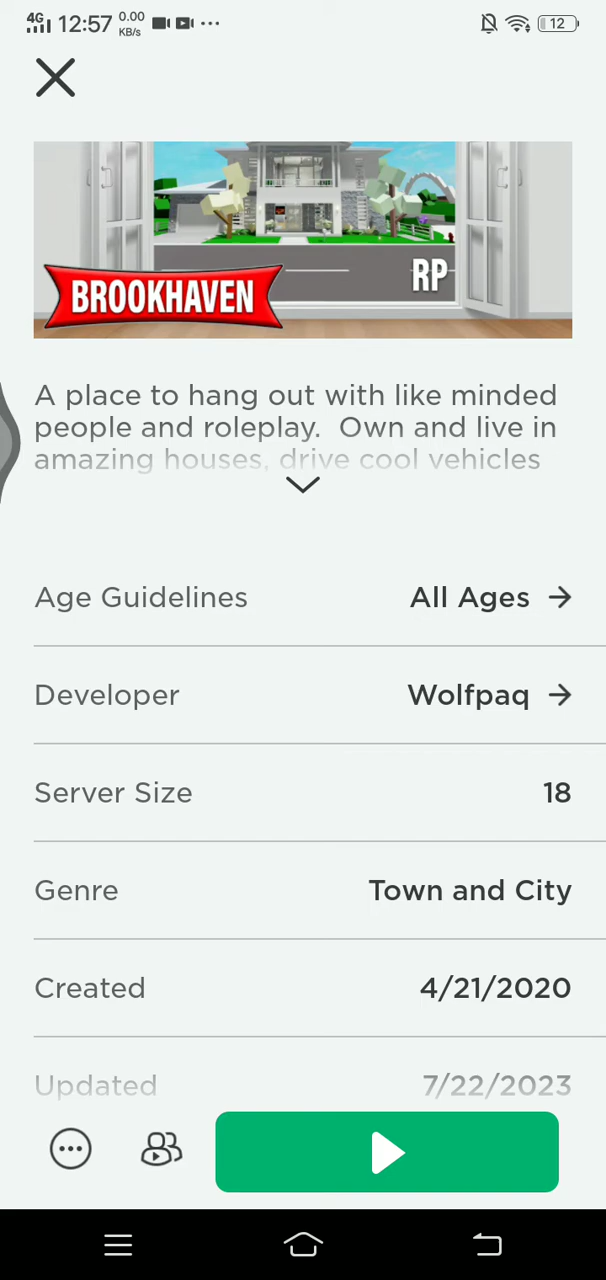 4G 12:57 0.00 KB/s 12
BROOKHAVEN
RP
A place to hang out with like minded
people and roleplay. Own and live in
amazing houses, drive cool vehicles
Age Guidelines All Ages
Developer Wolfpaq
Server Size 18
Genre Town and City
Created 4/21/2020
Updated 7/22/2023